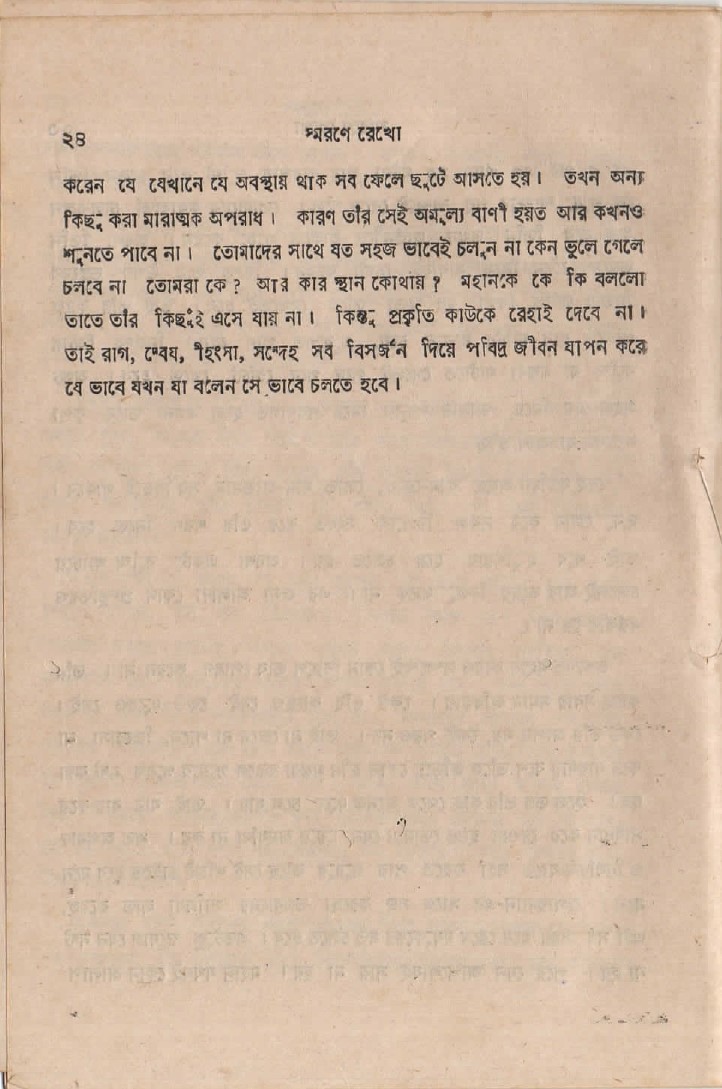 ২৪ স্মরণে রেখো
করেন যে যেখানে যে অবস্থায় থাক সব ফেলে ছুটে আসতে হয়। তখন অন্য
কিছু করা মারাত্মক অপরাধ। কারণ তাঁর সেই অমূল্য বাণী হয়ত আর কখনও
শুনতে পাবে না। তোমাদের সাথে যত সহজ ভাবেই চলুন না কেন ভুলে গেলে
চলবে না তোমরা কে? আর কার স্থান কোথায়? মহানকে কে কি বললো
তাতে তাঁর কিছুই এসে যায় না। কিন্তু প্রকৃতি কাউকে রেহাই দেবে না।
তাই রাগ, দ্বেষ, হিংসা, সন্দেহ সব বিসর্জন দিয়ে পবিত্র জীবন যাপন করে
যে ভাবে যখন যা বলেন সে ভাবে চলতে হবে।